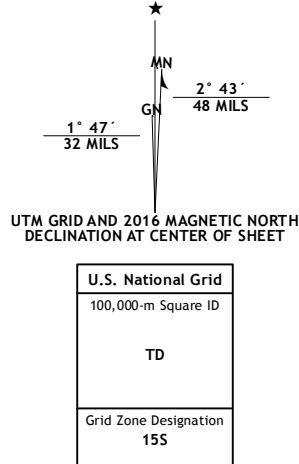 ★
MN
2° 43´
48 MILS
GN
1° 47´
32 MILS
UTM GRID AND 2016 MAGNETIC NORTH
DECLINATION AT CENTER OF SHEET
U.S. National Grid
100,000-m Square ID
TD
Grid Zone Designation
15S